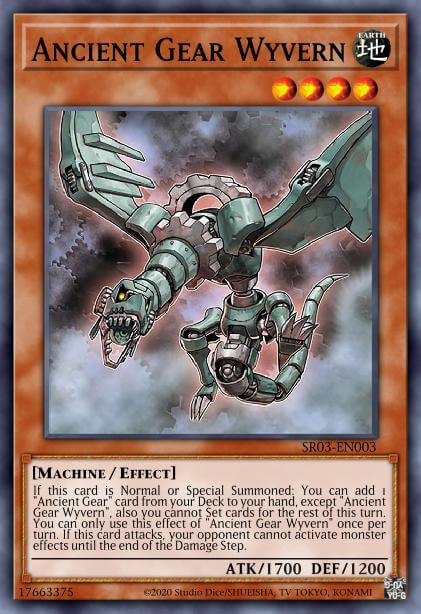 ANCIENT GEAR WYVERN
EARTH
地
SR03-EN003
[MACHINE / EFFECT]
If this card is Normal or Special Summoned: You can add 1
"Ancient Gear" card from your Deck to your hand, except "Ancient
Gear Wyvern", also you cannot Set cards for the rest of this turn.
You can only use this effect of "Ancient Gear Wyvern" once per
turn. If this card attacks, your opponent cannot activate monster
effects until the end of the Damage Step.
ATK/1700 DEF/1200
17663375
©2020 Studio Dice/SHUEISHA, TV TOKYO, KONAMI